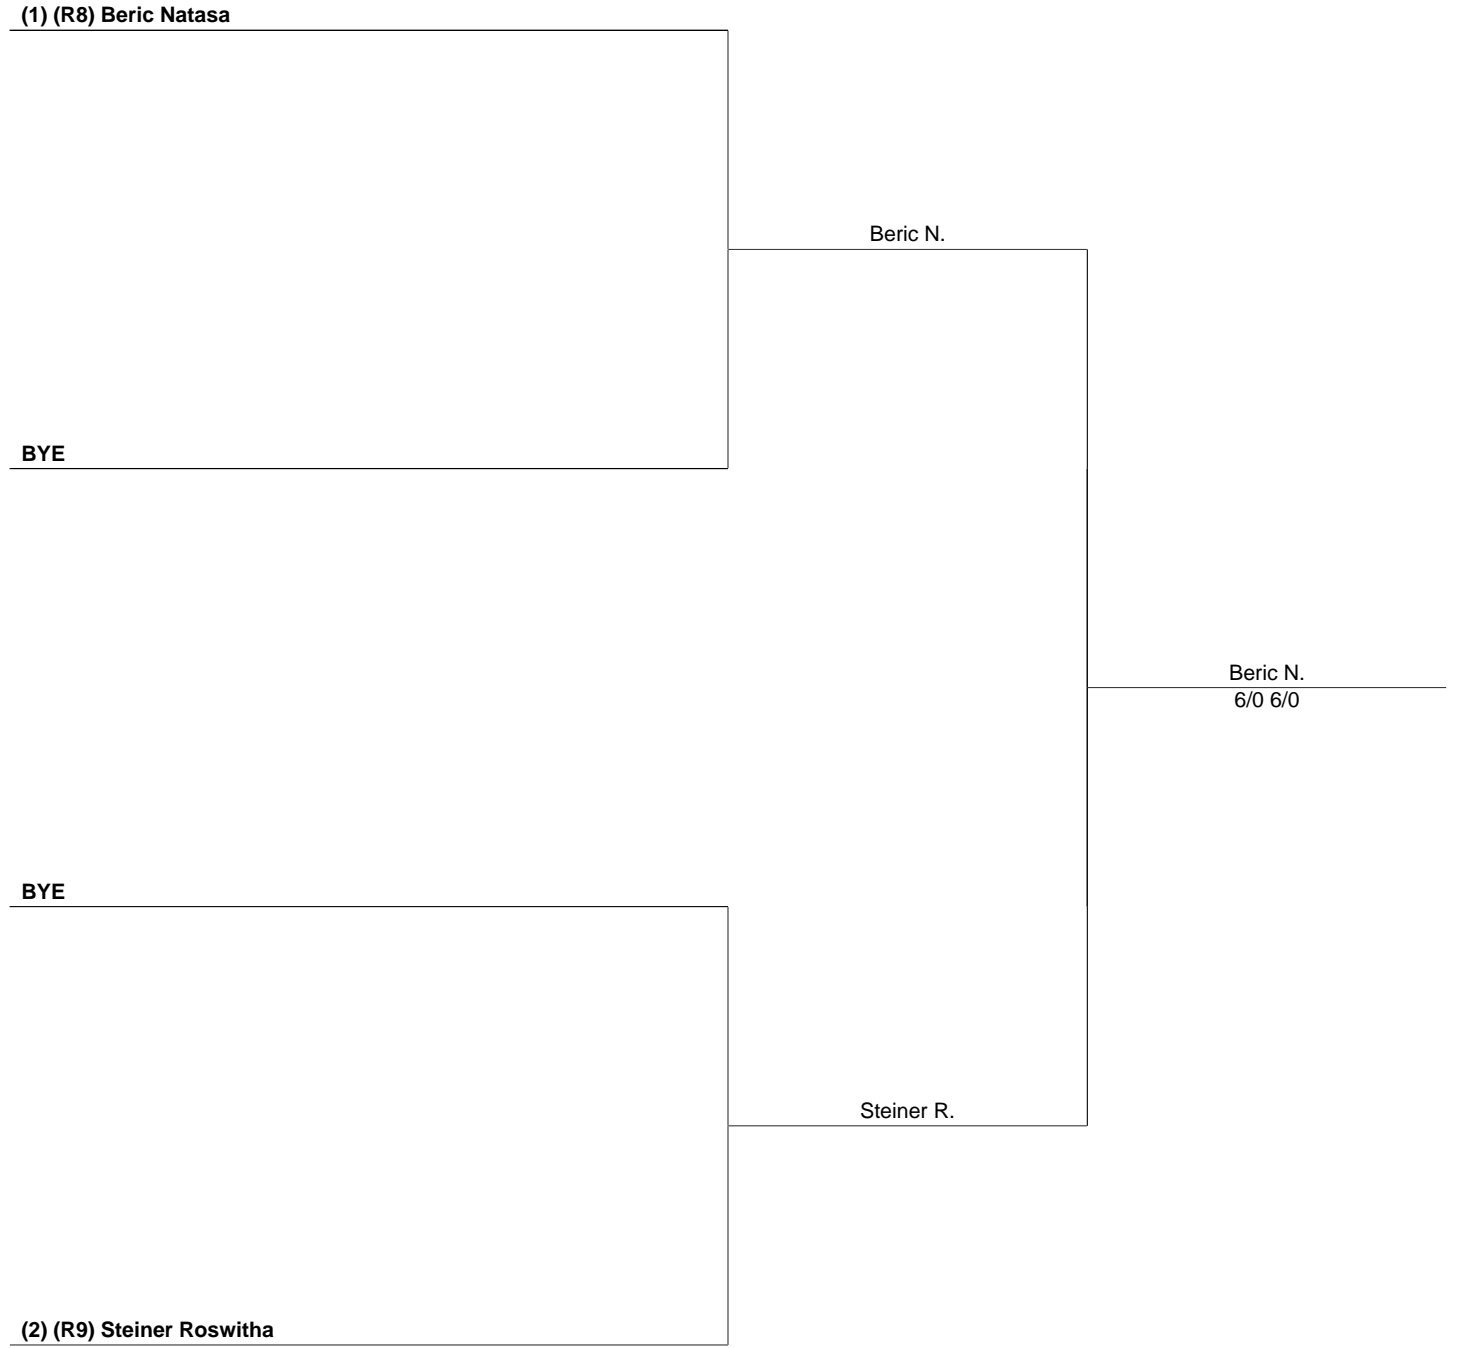 (1) (R8) Beric Natasa
Beric N.
BYE
Beric N.
6/0 6/0
BYE
Steiner R.
(2) (R9) Steiner Roswitha